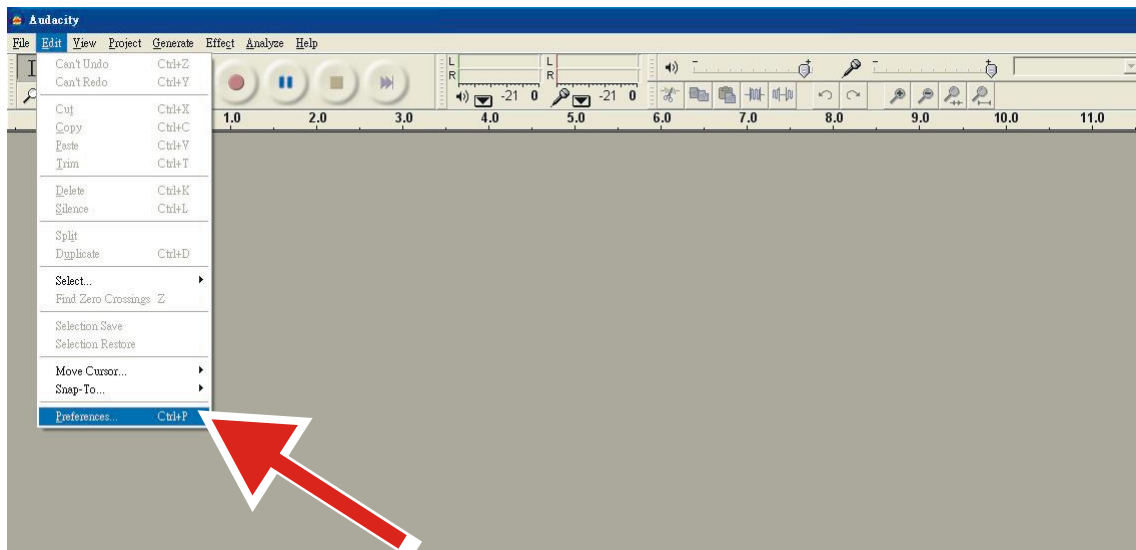 Audacity
File Edit View Project Generate Effect Analyze Help
Can't Undo Ctrl+Z
Can't Redo Ctrl+Y
Cut Ctrl+X
Copy Ctrl+C
Paste Ctrl+V
Trim Ctrl+T
Delete Ctrl+K
Silence Ctrl+L
Split
Duplicate Ctrl+D
Select...
Find Zero Crossings Z
Selection Save
Selection Restore
Move Cursor...
Snap-To...
Preferences... Ctrl+P
L L
R R
-21 0 -21 0
1.0 2.0 3.0 4.0 5.0 6.0 7.0 8.0 9.0 10.0 11.0